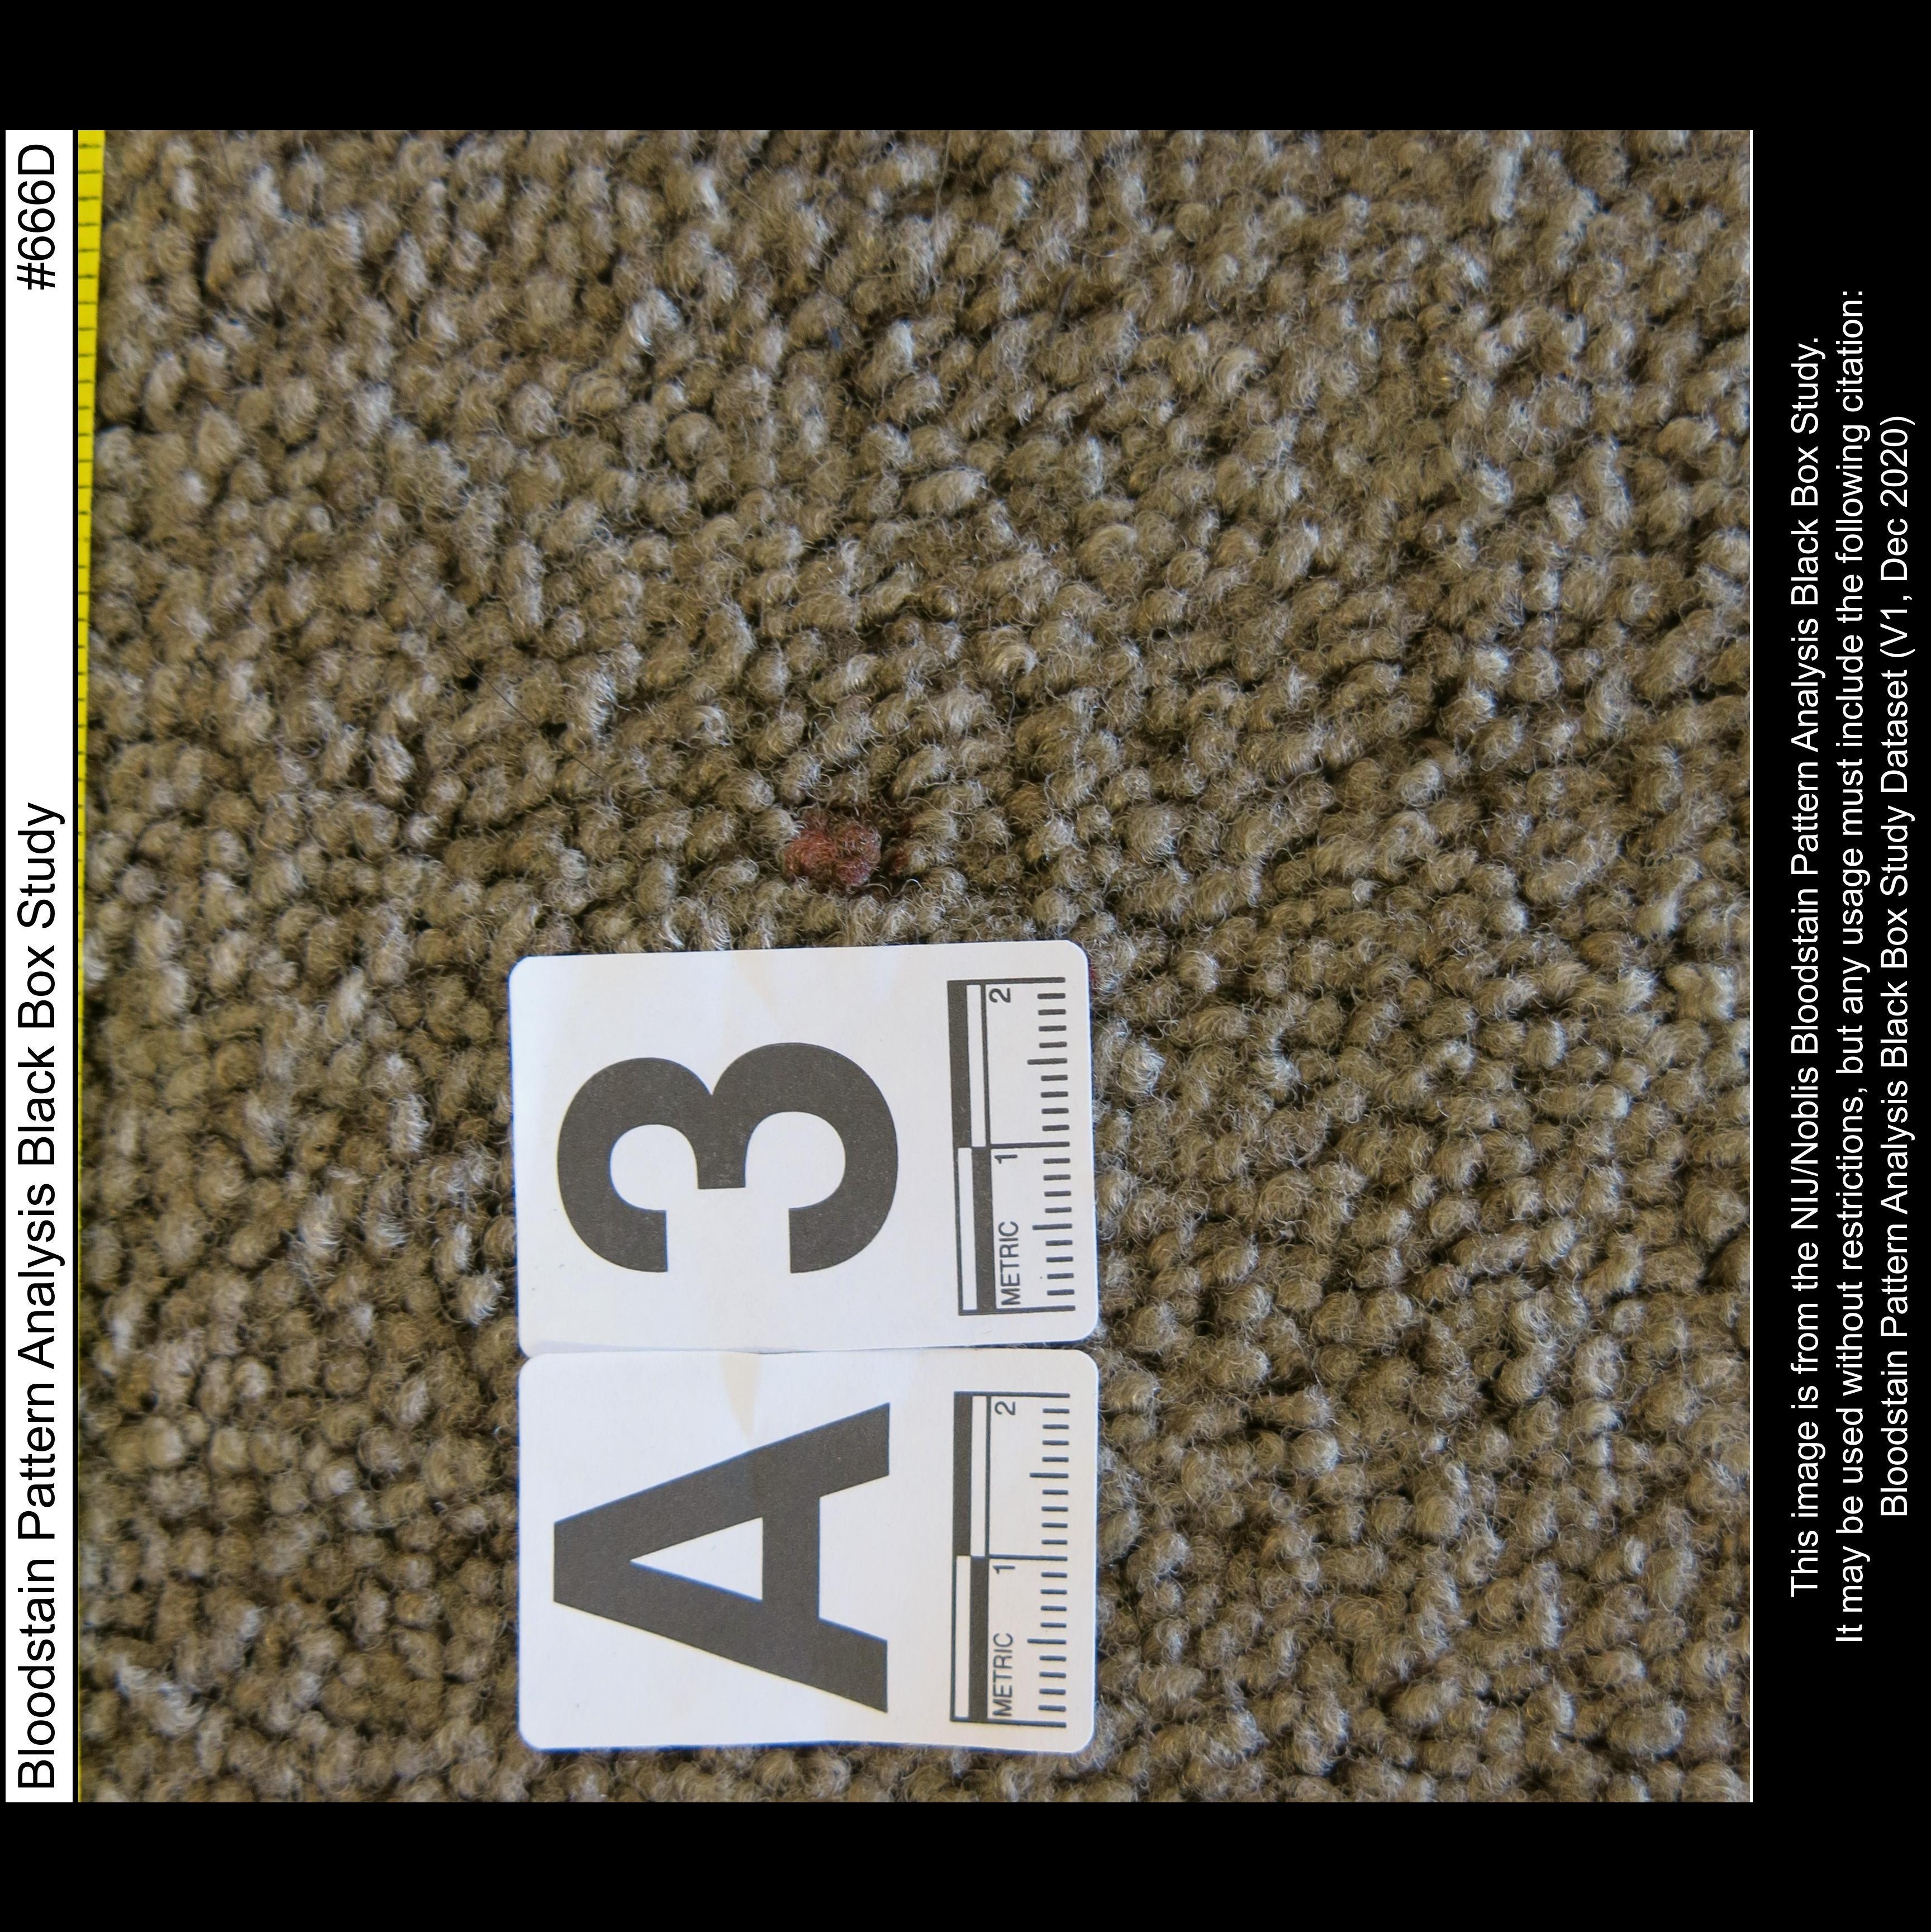 Bloodstain Pattern Analysis Black Box Study #666D
A 3
METRIC 1 2
METRIC 1 2
This image is from the NIJ/Noblis Bloodstain Pattern Analysis Black Box Study.
It may be used without restrictions, but any usage must include the following citation:
Bloodstain Pattern Analysis Black Box Study Dataset (V1, Dec 2020)